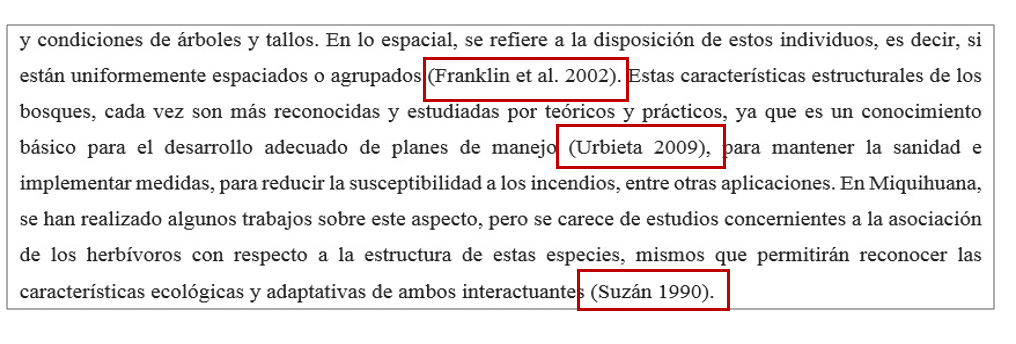 y condiciones de árboles y tallos. En lo espacial, se refiere a la disposición de estos individuos, es decir, si
están uniformemente espaciados o agrupados (Franklin et al. 2002). Estas características estructurales de los
bosques, cada vez son más reconocidas y estudiadas por teóricos y prácticos, ya que es un conocimiento
básico para el desarrollo adecuado de planes de manejo (Urbieta 2009), para mantener la sanidad e
implementar medidas, para reducir la susceptibilidad a los incendios, entre otras aplicaciones. En Miquihuana,
se han realizado algunos trabajos sobre este aspecto, pero se carece de estudios concernientes a la asociación
de los herbívoros con respecto a la estructura de estas especies, mismos que permitirán reconocer las
características ecológicas y adaptativas de ambos interactuantes (Suzán 1990).